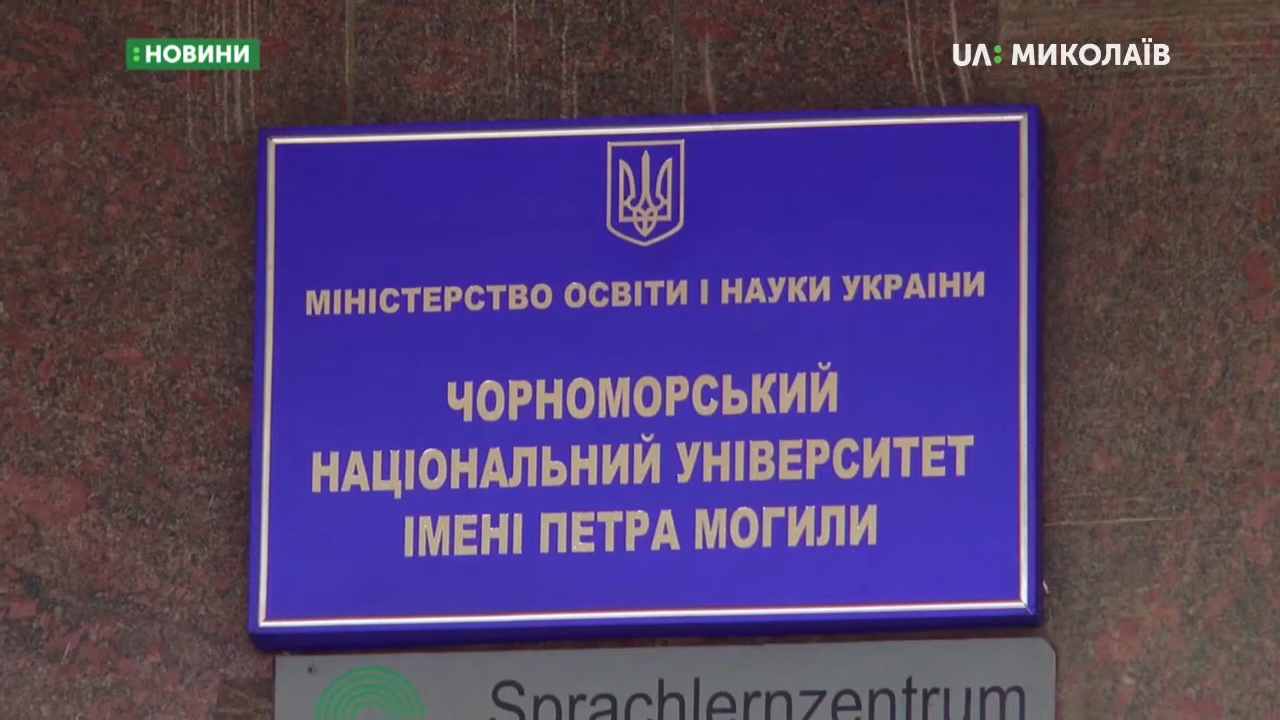 :НОВИНИ
UA: МИКОЛАЇВ
МІНІСТЕРСТВО ОСВІТИ І НАУКИ УКРАЇНИ
ЧОРНОМОРСЬКИЙ
НАЦІОНАЛЬНИЙ УНІВЕРСИТЕТ
ІМЕНІ ПЕТРА МОГИЛИ
Sprachlernzentrum